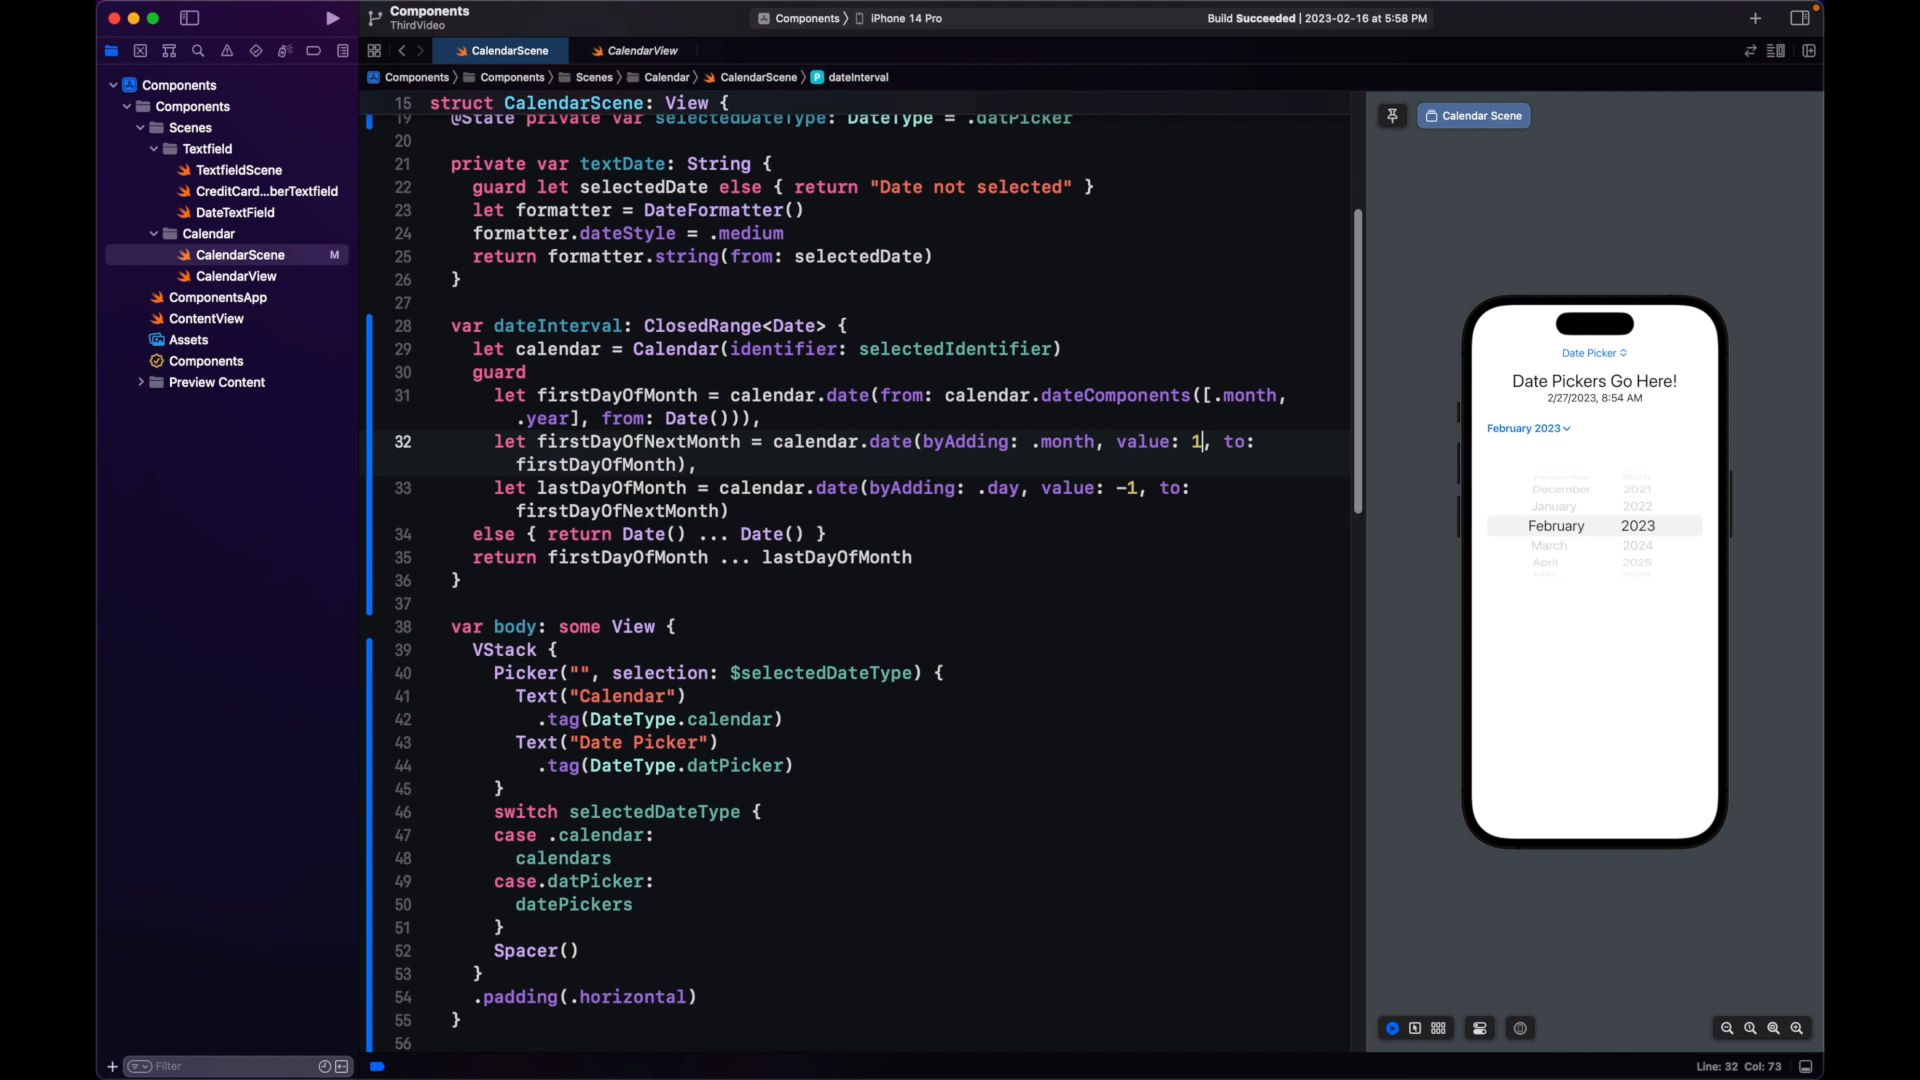 Components
ThirdVideo
Components
iPhone 14 Pro
Build Succeeded | 2023-02-16 at 5:58 PM
CalendarScene
CalendarView
Components
Components
Scenes
Calendar
CalendarScene
P
dateInterval
Components
Components
Scenes
Textfield
TextfieldScene
CreditCard...berTextfield
DateTextField
Calendar
CalendarScene
M
CalendarView
ComponentsApp
ContentView
Assets
Components
Preview Content
Filter
15 struct CalendarScene: View {
19 @State private var selectedDateType: DateType = .datPicker
20
21 private var textDate: String {
22 guard let selectedDate else { return "Date not selected" }
23 let formatter = DateFormatter()
24 formatter.dateStyle = .medium
25 return formatter.string(from: selectedDate)
26 }
27
28 var dateInterval: ClosedRange<Date> {
29 let calendar = Calendar(identifier: selectedIdentifier)
30 guard
31 let firstDayOfMonth = calendar.date(from: calendar.dateComponents([.month,
.year], from: Date())),
32 let firstDayOfNextMonth = calendar.date(byAdding: .month, value: 1, to:
firstDayOfMonth),
33 let lastDayOfMonth = calendar.date(byAdding: .day, value: -1, to:
firstDayOfNextMonth)
34 else { return Date() ... Date() }
35 return firstDayOfMonth ... lastDayOfMonth
36 }
37
38 var body: some View {
39 VStack {
40 Picker("", selection: $selectedDateType) {
41 Text("Calendar")
42 .tag(DateType.calendar)
43 Text("Date Picker")
44 .tag(DateType.datPicker)
45 }
46 switch selectedDateType {
47 case .calendar:
48 calendars
49 case.datPicker:
50 datePickers
51 }
52 Spacer()
53 }
54 .padding(.horizontal)
55 }
56
Calendar Scene
Date Picker
Date Pickers Go Here!
2/27/2023, 8:54 AM
February 2023
November 2020
December 2021
January 2022
February 2023
March 2024
April 2025
May 2026
Line: 32 Col: 73